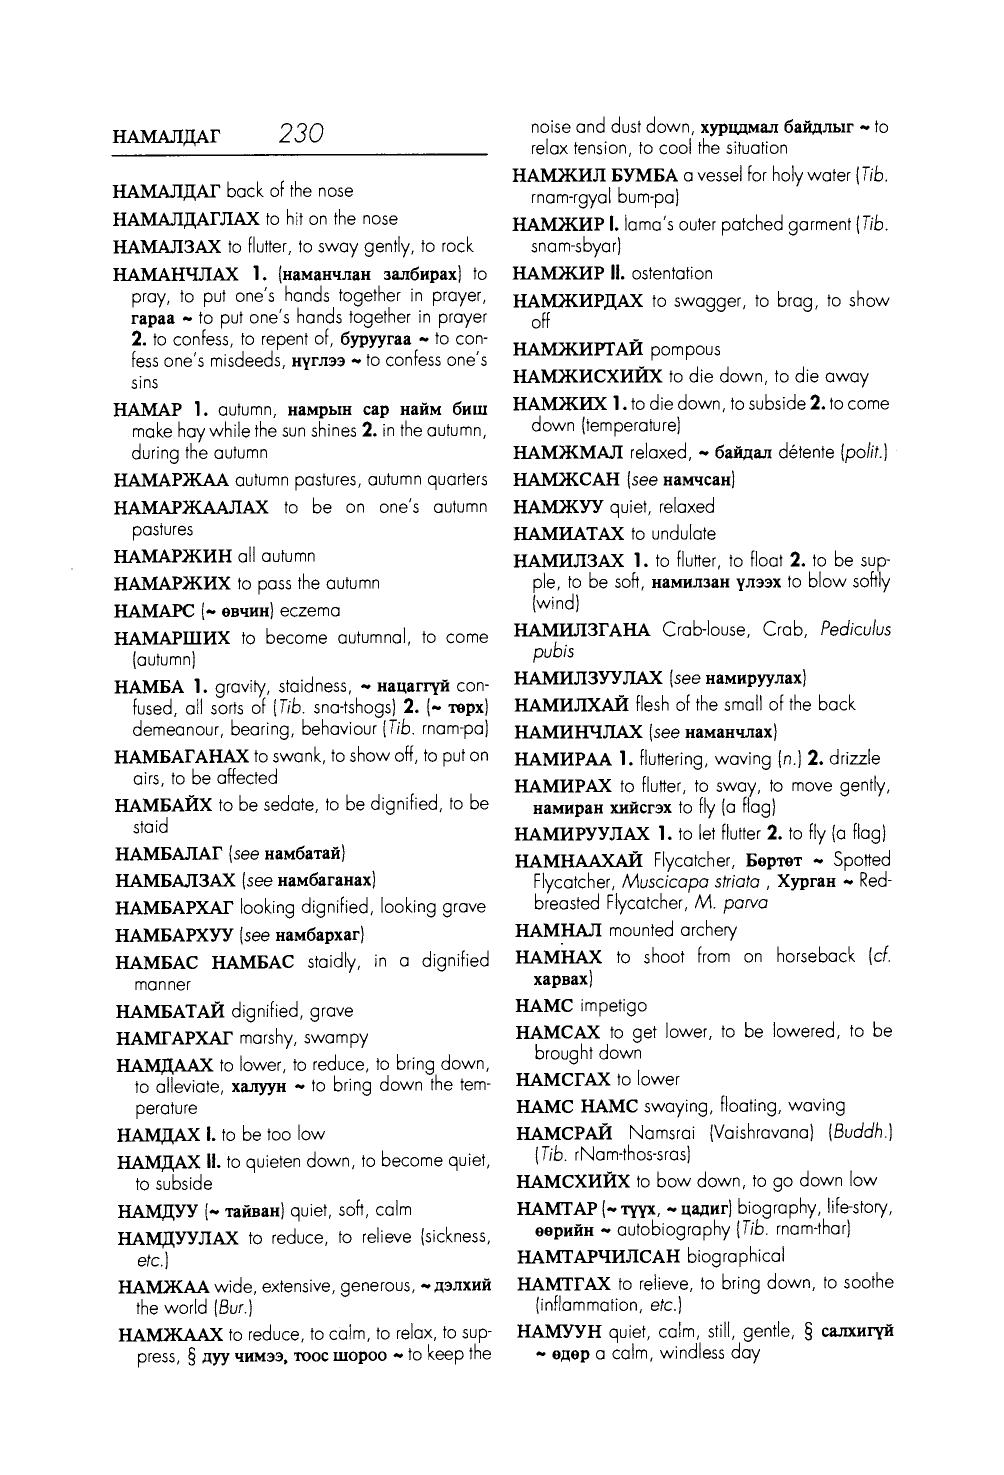 НАМАЛДАГ 230
НАМАЛДАГ back of the nose
НАМАЛДАГЛАХ to hit on the nose
НАМАЛЗАХ to flutter, to sway gently, to rock
НАМАНЧЛАХ 1. (наманчлан залбирах) to
pray, to put one's hands together in prayer,
гараа ~ to put one's hands together in prayer
2. to confess, to repent of, буруугаа ~ to con-
fess one's misdeeds, нүглээ ~ to confess one's
sins
НАМАР 1. autumn, намрын сар найм биш
make hay while the sun shines 2. in the autumn,
during the autumn
НАМАРЖАА autumn pastures, autumn quarters
НАМАРЖААЛАХ to be on one's autumn
pastures
НАМАРЖИН all autumn
НАМАРЖИХ to pass the autumn
НАМАРС (~ өвчин) eczema
НАМАРШИХ to become autumnal, to come
(autumn)
НАМБА 1. gravity, staidness, ~ нацаггүй con-
fused, all sorts of (Tib. sna-tshogs) 2. (~ төрх)
demeanour, bearing, behaviour (Tib. rnam-pa)
НАМБАГАНАХ to swank, to show off, to put on
airs, to be affected
НАМБАЙХ to be sedate, to be dignified, to be
staid
НАМБАЛАГ (see намбатай)
НАМБАЛЗАХ (see намбаганах)
НАМБАРХАГ looking dignified, looking grave
НАМБАРХУУ (see намбархаг)
НАМБАС НАМБАС staidly, in a dignified
manner
НАМБАТАЙ dignified, grave
НАМГАРХАГ marshy, swampy
НАМДААХ to lower, to reduce, to bring down,
to alleviate, халуун ~ to bring down the tem-
perature
НАМДАХ I. to be too low
НАМДАХ II. to quieten down, to become quiet,
to subside
НАМДУУ (~ тайван) quiet, soft, calm
НАМДУУЛАХ to reduce, to relieve (sickness,
etc.)
НАМЖАА wide, extensive, generous, ~ дэлхий
the world (Bur.)
НАМЖААХ to reduce, to calm, to relax, to sup-
press, § дуу чимээ, тоос шороо ~ to keep the
noise and dust down, хурцдмал байдлыг ~ to
relax tension, to cool the situation
НАМЖИЛ БУМБА a vessel for holy water (Tib.
rnam-rgyal bum-pa)
НАМЖИР I. lama's outer patched garment (Tib.
snam-sbyar)
НАМЖИР II. ostentation
НАМЖИРДАХ to swagger, to brag, to show
off
НАМЖИРТАЙ pompous
НАМЖИСХИЙХ to die down, to die away
НАМЖИХ 1. to die down, to subside 2. to come
down (temperature)
НАМЖМАЛ relaxed, ~ байдал détente (polit.)
НАМЖСАН (see намчсан)
НАМЖУУ quiet, relaxed
НАМИАТАХ to undulate
НАМИЛЗАХ 1. to flutter, to float 2. to be sup-
ple, to be soft, намилзан үлээх to blow softly
(wind)
НАМИЛЗГАНА Crab-louse, Crab, Pediculus
pubis
НАМИЛЗУУЛАХ (see намируулах)
НАМИЛХАЙ flesh of the small of the back
НАМИНЧЛАХ (see наманчлах)
НАМИРАА 1. fluttering, waving (n.) 2. drizzle
НАМИРАХ to flutter, to sway, to move gently,
намиран хийсгэх to fly (a flag)
НАМИРУУЛАХ 1. to let flutter 2. to fly (a flag)
НАМНААХАЙ Flycatcher, Бөртөт ~ Spotted
Flycatcher, Muscicapa striata , Хурган ~ Red-
breasted Flycatcher, M. parva
НАМНАЛ mounted archery
НАМНАХ to shoot from on horseback (cf.
харвах)
НАМС impetigo
НАМСАХ to get lower, to be lowered, to be
brought down
НАМСГАХ to lower
НАМС НАМС swaying, floating, waving
НАМСРАЙ Namsrai (Vaishravana) (Buddh.)
(Tib. rNam-thos-sras)
НАМСХИЙХ to bow down, to go down low
НАМТАР (~ түүх, ~ цадиг) biography, life-story,
өөрийн ~ autobiography (Tib. rnam-thar)
НАМТАРЧИЛСАН biographical
НАМТГАХ to relieve, to bring down, to soothe
(inflammation, etc.)
НАМУУН quiet, calm, still, gentle, § салхигүй
~ өдөр a calm, windless day